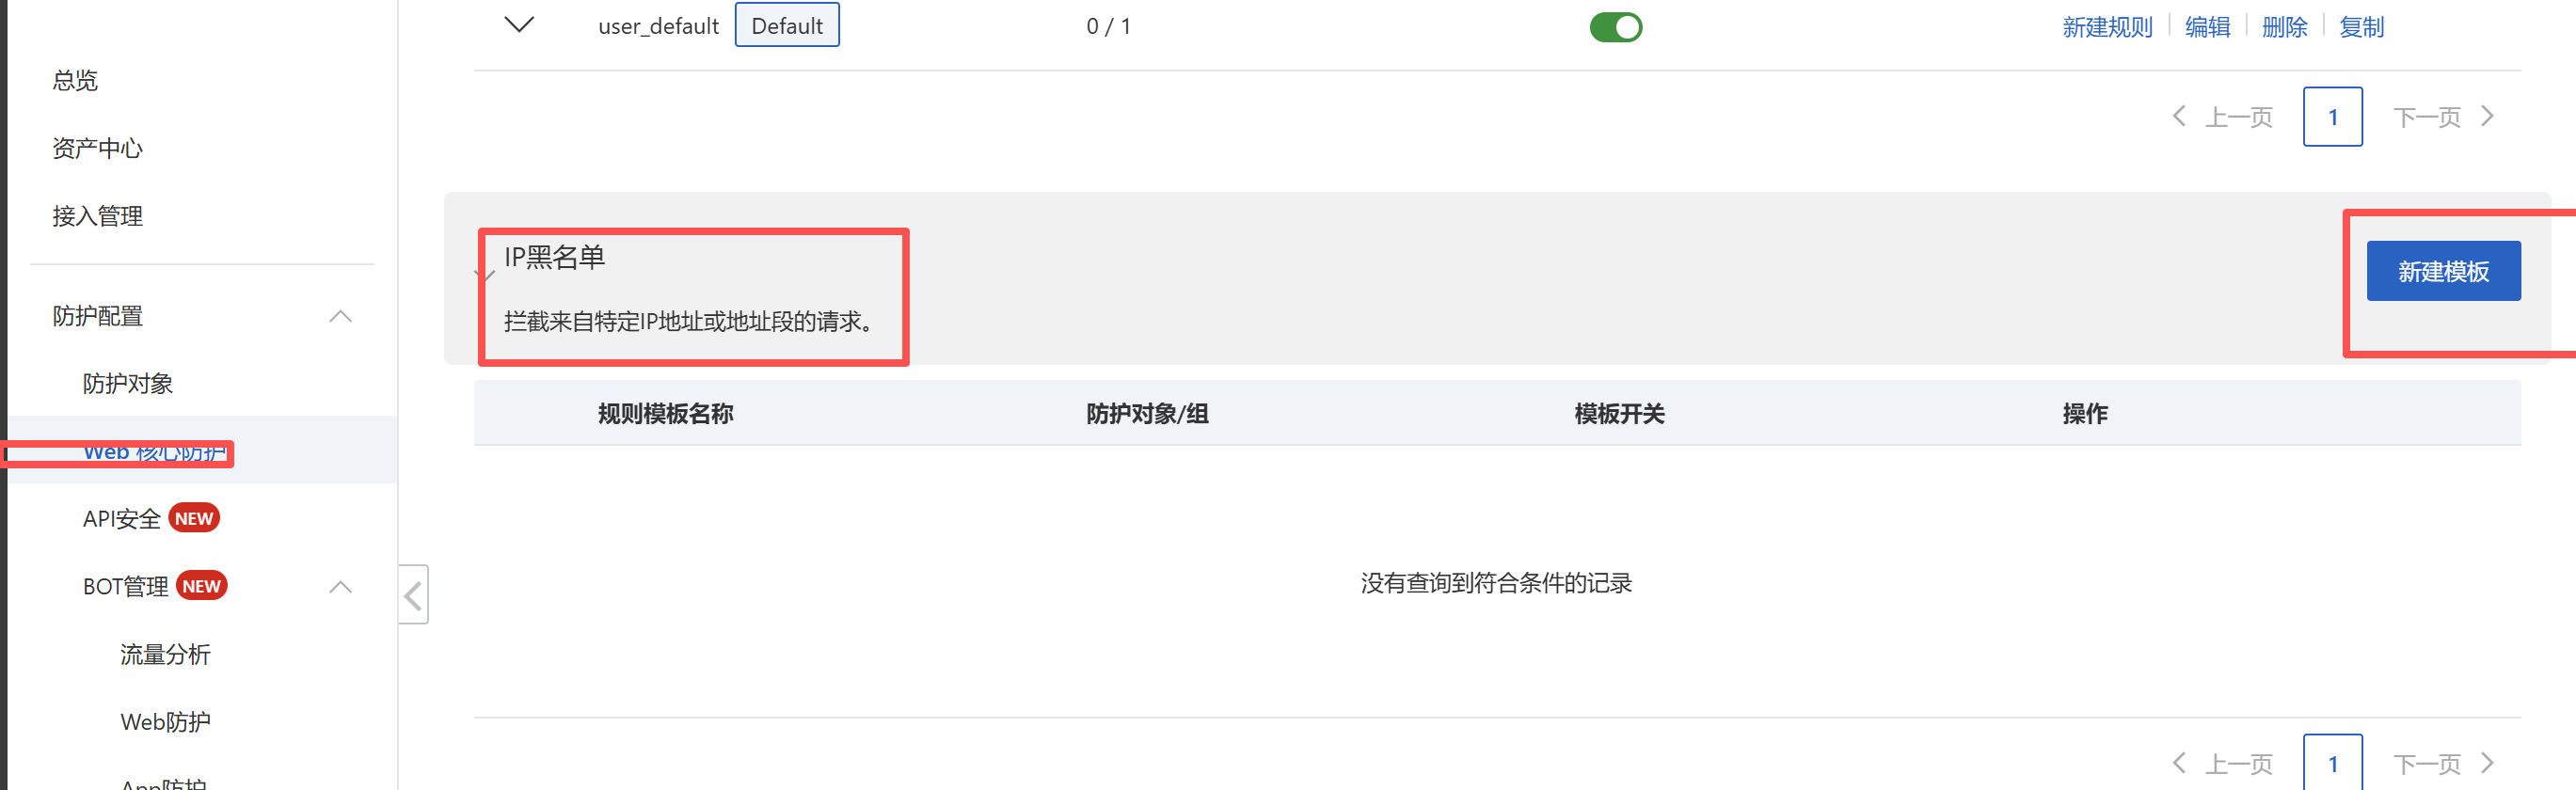 总览
资产中心
接入管理
防护配置
防护对象
Web 核心防护
API安全 NEW
BOT管理 NEW
流量分析
Web防护
App防护
user_default Default 0 / 1 新建规则 编辑 删除 复制
上一页 1 下一页
IP黑名单
拦截来自特定IP地址或地址段的请求。
新建模板
规则模板名称 防护对象/组 模板开关 操作
没有查询到符合条件的记录
上一页 1 下一页